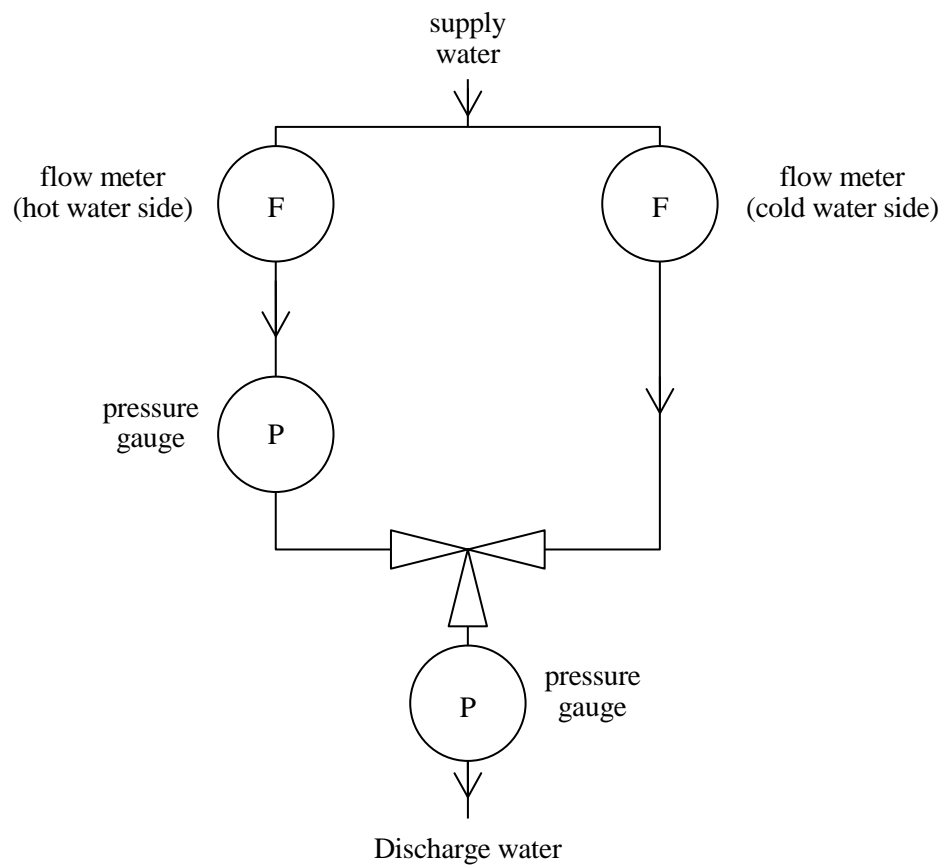 supply
water
flow meter
(hot water side)
F
F
flow meter
(cold water side)
pressure
gauge
P
P
pressure
gauge
Discharge water